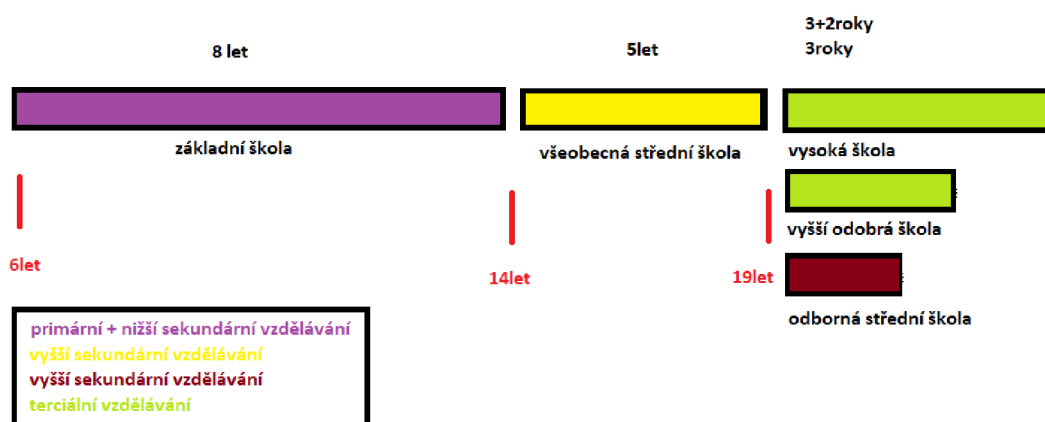 3+2roky
8 let
5let
3roky
základní škola
všeobecná střední škola
vysoká škola
vyšší odobrá škola
6let
14let
19let
odborná střední škola
primární + nižší sekundární vzdělávání
vyšší sekundární vzdělávání
vyšší sekundární vzdělávání
terciální vzdělávání